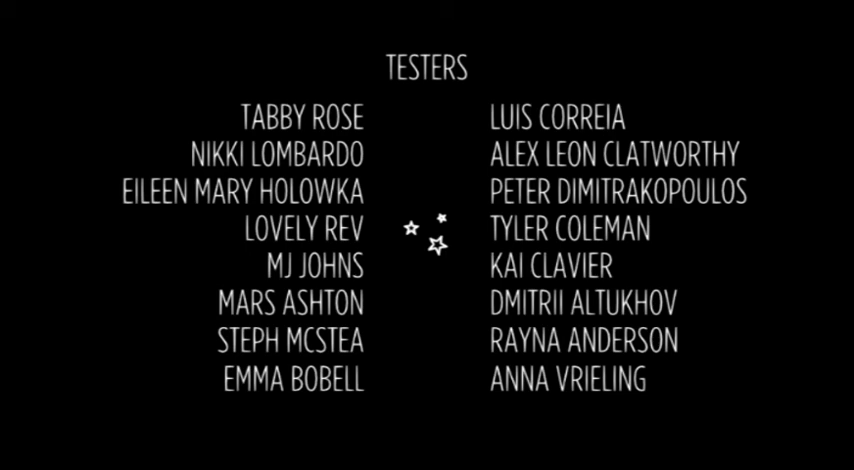 TESTERS
TABBY ROSE
NIKKI LOMBARDO
EILEEN MARY HOLOWKA
LOVELY REV
MJ JOHNS
MARS ASHTON
STEPH MCSTEA
EMMA BOBELL
LUIS CORREIA
ALEX LEON CLATWORTHY
PETER DIMITRAKOPOULOS
TYLER COLEMAN
KAI CLAVIER
DMITRII ALTUKHOV
RAYNA ANDERSON
ANNA VRIELING